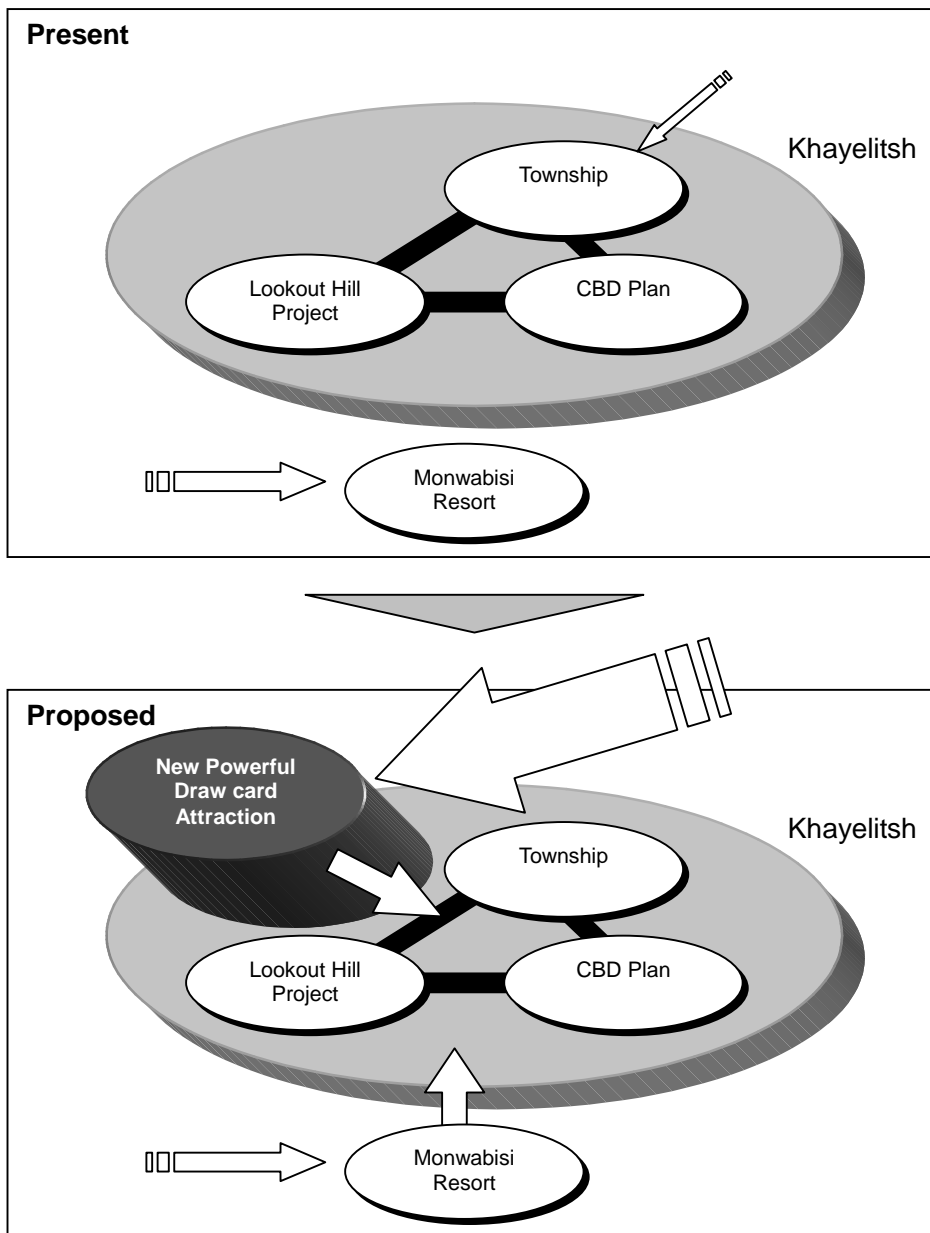 Present
Khayelitsh
Township
Lookout Hill
Project
CBD Plan
Monwabisi
Resort
Proposed
New Powerful
Draw card
Attraction
Khayelitsh
Township
Lookout Hill
Project
CBD Plan
Monwabisi
Resort